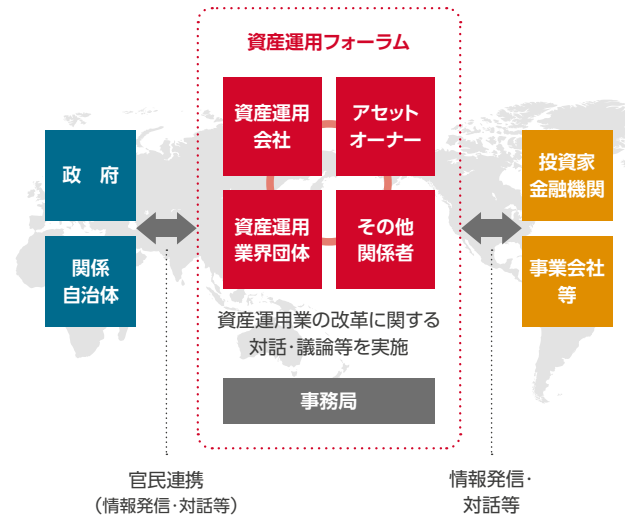 資産運用フォーラム
資産運用
会社
アセット
オーナー
資産運用
業界団体
その他
関係者
資産運用業の改革に関する
対話・議論等を実施
事務局
政　府
関係
自治体
投資家
金融機関
事業会社
等
官民連携
（情報発信・対話等）
情報発信・
対話等